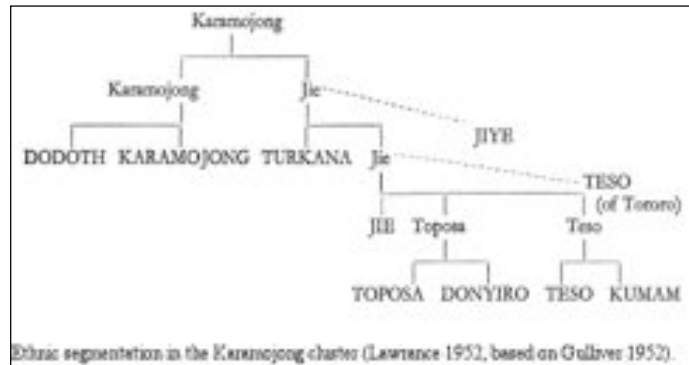 Karamojong
Karamojong Jie
JIYE
DODOTH KARAMOJONG TURKANA Jie
TESO
(of Tororo)
JIE Toposa Teso
TOPOSA DONYIRO TESO KUMAM
Ethnic segmentation in the Karamojong cluster (Lawrance 1952, based on Gulliver 1952).